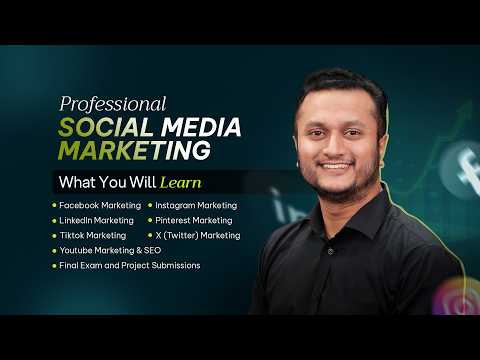 Professional
SOCIAL MEDIA
MARKETING
What You Will Learn
Facebook Marketing
Instagram Marketing
LinkedIn Marketing
Pinterest Marketing
Tiktok Marketing
X (Twitter) Marketing
Youtube Marketing & SEO
Final Exam and Project Submissions
in
f